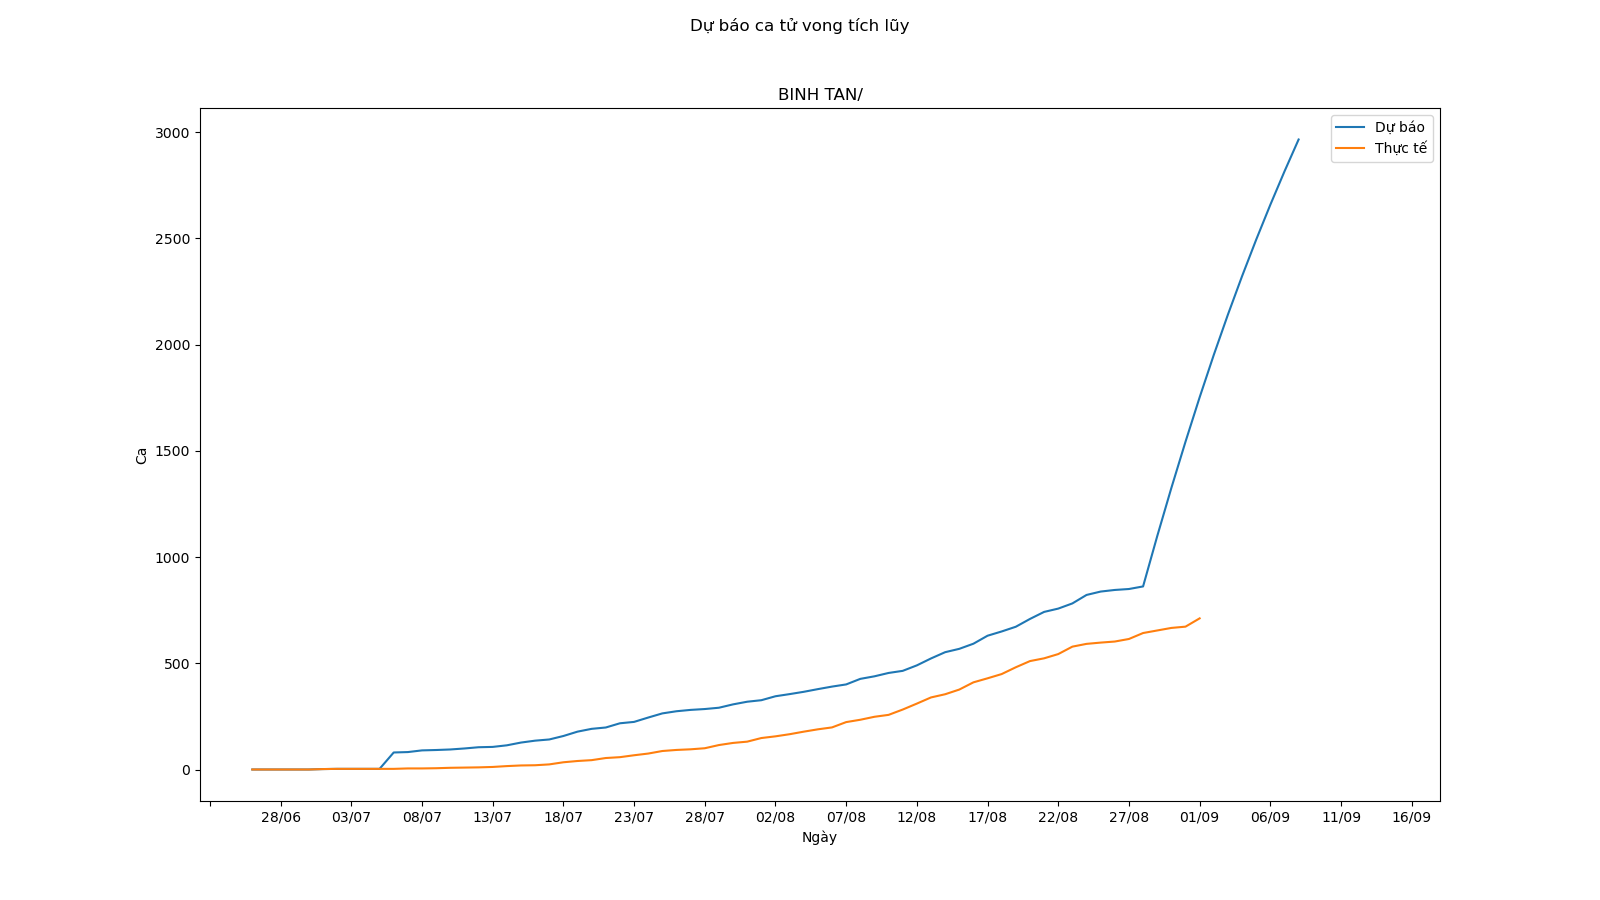 Dự báo ca tử vong tích lũy
BINH TAN/
Dự báo
Thực tế
3000
2500
2000
1500
1000
500
0
Ca
28/06 03/07 08/07 13/07 18/07 23/07 28/07 02/08 07/08 12/08 17/08 22/08 27/08 01/09 06/09 11/09 16/09
Ngày